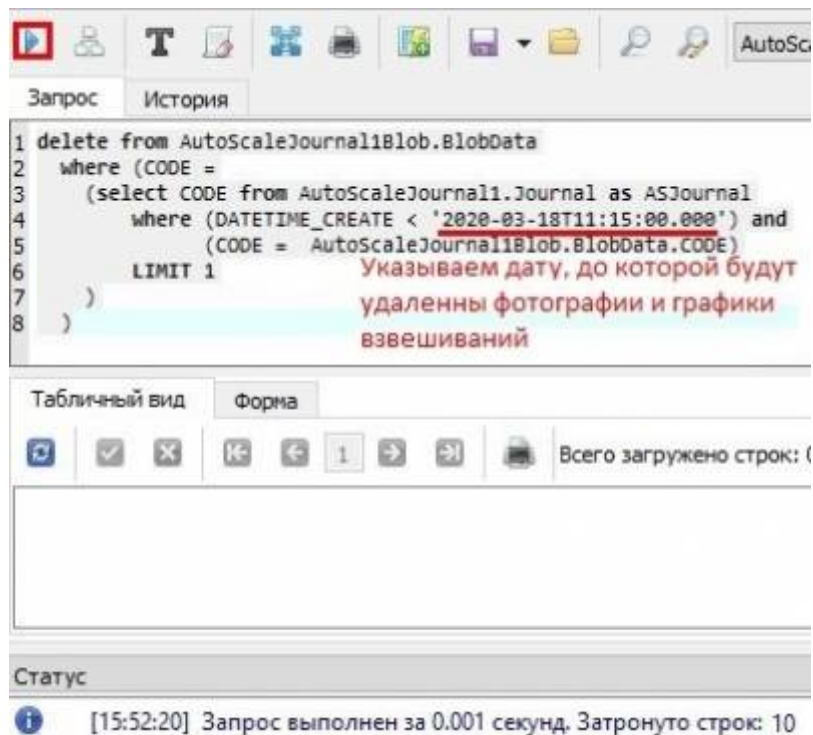 T
AutoSca
Запрос История
1 delete from AutoScaleJournal1Blob.BlobData
2 where (CODE =
3 (select CODE from AutoScaleJournal1.Journal as ASJournal
4 where (DATETIME_CREATE < '2020-03-18T11:15:00.000') and
5 (CODE = AutoScaleJournal1Blob.BlobData.CODE)
6 LIMIT 1
7 )
8 )
Указываем дату, до которой будут
удаленны фотографии и графики
взвешиваний
Табличный вид Форма
1 Всего загружено строк: 0
Статус
[15:52:20] Запрос выполнен за 0.001 секунд. Затронуто строк: 10